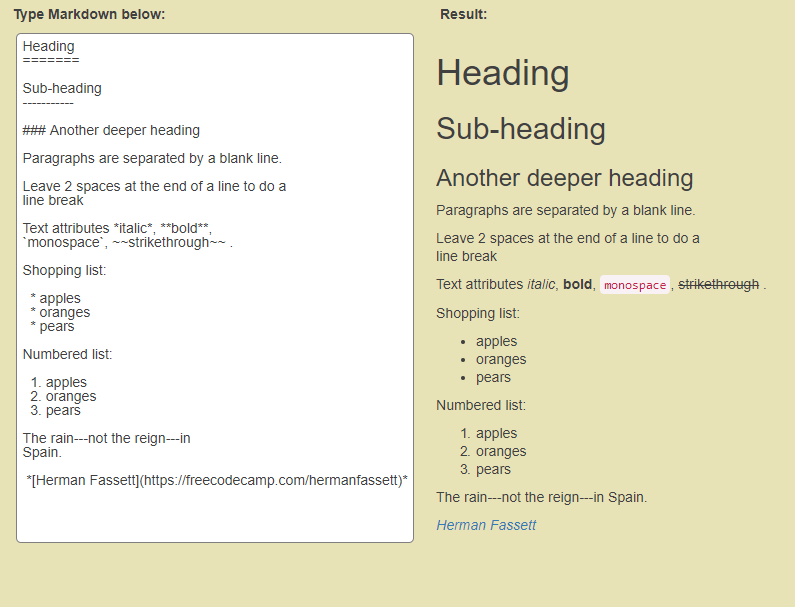 Type Markdown below:
Heading
=======
Sub-heading
-----------
### Another deeper heading
Paragraphs are separated by a blank line.
Leave 2 spaces at the end of a line to do a
line break
Text attributes *italic*, **bold**,
`monospace`, ~~strikethrough~~ .
Shopping list:
* apples
* oranges
* pears
Numbered list:
1. apples
2. oranges
3. pears
The rain---not the reign---in
Spain.
*[Herman Fassett](https://freecodecamp.com/hermanfassett)*
Result:
Heading
Sub-heading
Another deeper heading
Paragraphs are separated by a blank line.
Leave 2 spaces at the end of a line to do a
line break
Text attributes italic, bold, monospace, strikethrough .
Shopping list:
• apples
• oranges
• pears
Numbered list:
1. apples
2. oranges
3. pears
The rain---not the reign---in Spain.
Herman Fassett